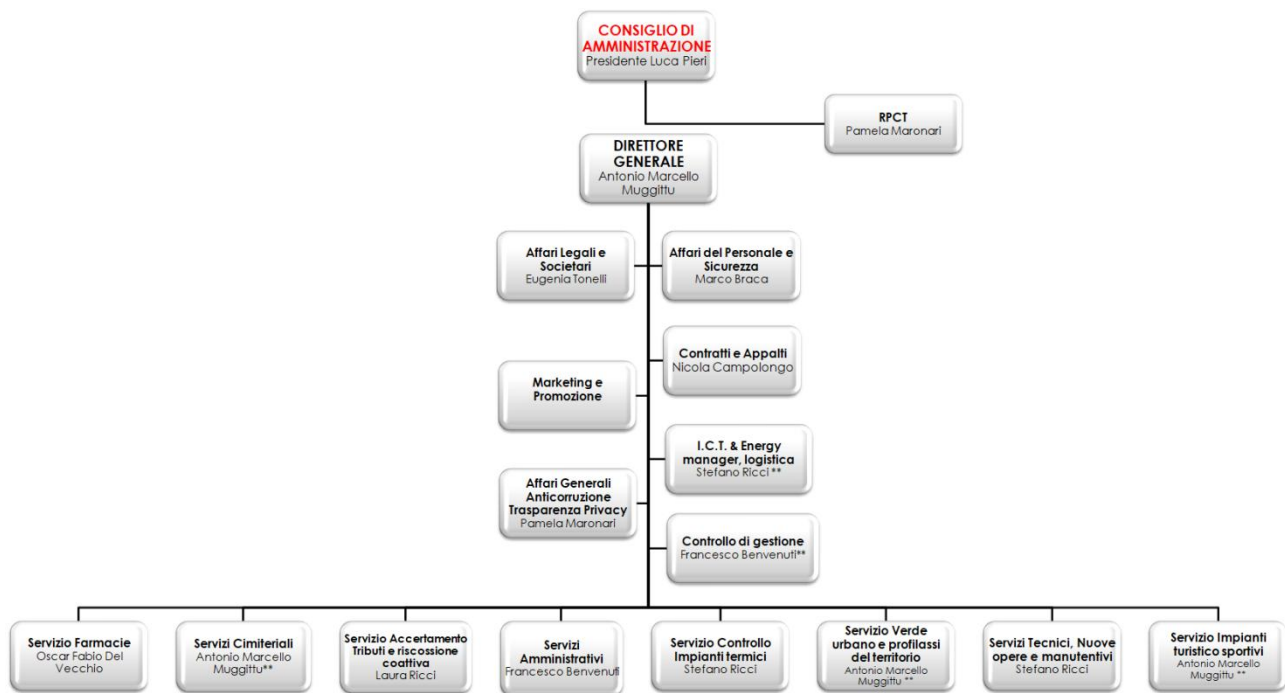 CONSIGLIO DI
AMMINISTRAZIONE
Presidente Luca Pieri
RPCT
Pamela Maronari
DIRETTORE
GENERALE
Antonio Marcello
Muggittu
Affari Legali e
Societari
Eugenia Tonelli
Affari del Personale e
Sicurezza
Marco Braca
Contratti e Appalti
Nicola Campolongo
Marketing e
Promozione
I.C.T. & Energy
manager, logistica
Stefano Ricci **
Affari Generali
Anticorruzione
Trasparenza Privacy
Pamela Maronari
Controllo di gestione
Francesco Benvenuti**
Servizio Farmacie
Oscar Fabio Del
Vecchio
Servizi Cimiteriali
Antonio Marcello
Muggittu**
Servizio Accertamento
Tributi e riscossione
coattiva
Laura Ricci
Servizi
Amministrativi
Francesco Benvenuti
Servizio Controllo
Impianti termici
Stefano Ricci
Servizio Verde
urbano e profilassi
del territorio
Antonio Marcello
Muggittu **
Servizi Tecnici, Nuove
opere e manutentivi
Stefano Ricci
Servizio Impianti
turistico sportivi
Antonio Marcello
Muggittu **